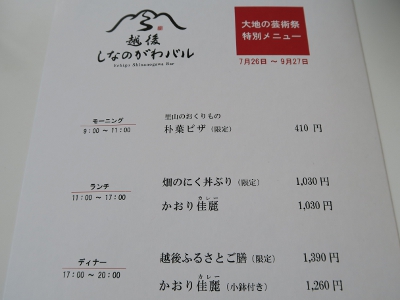 越後
しなのがわバル
Echigo Shinanogawa Bar
大地の芸術祭
特別メニュー
7月26日 ～ 9月27日
モーニング
9：00 ～ 11：00
里山のおくりもの
朴葉ピザ（限定） 410 円
ランチ
11：00 ～ 17：00
畑のにく丼ぶり（限定） 1,030 円
かおり佳麗 1,030 円
カレー
ディナー
17：00 ～ 20：00
越後ふるさとご膳（限定） 1,390 円
かおり佳麗（小鉢付き） 1,260 円
カレー